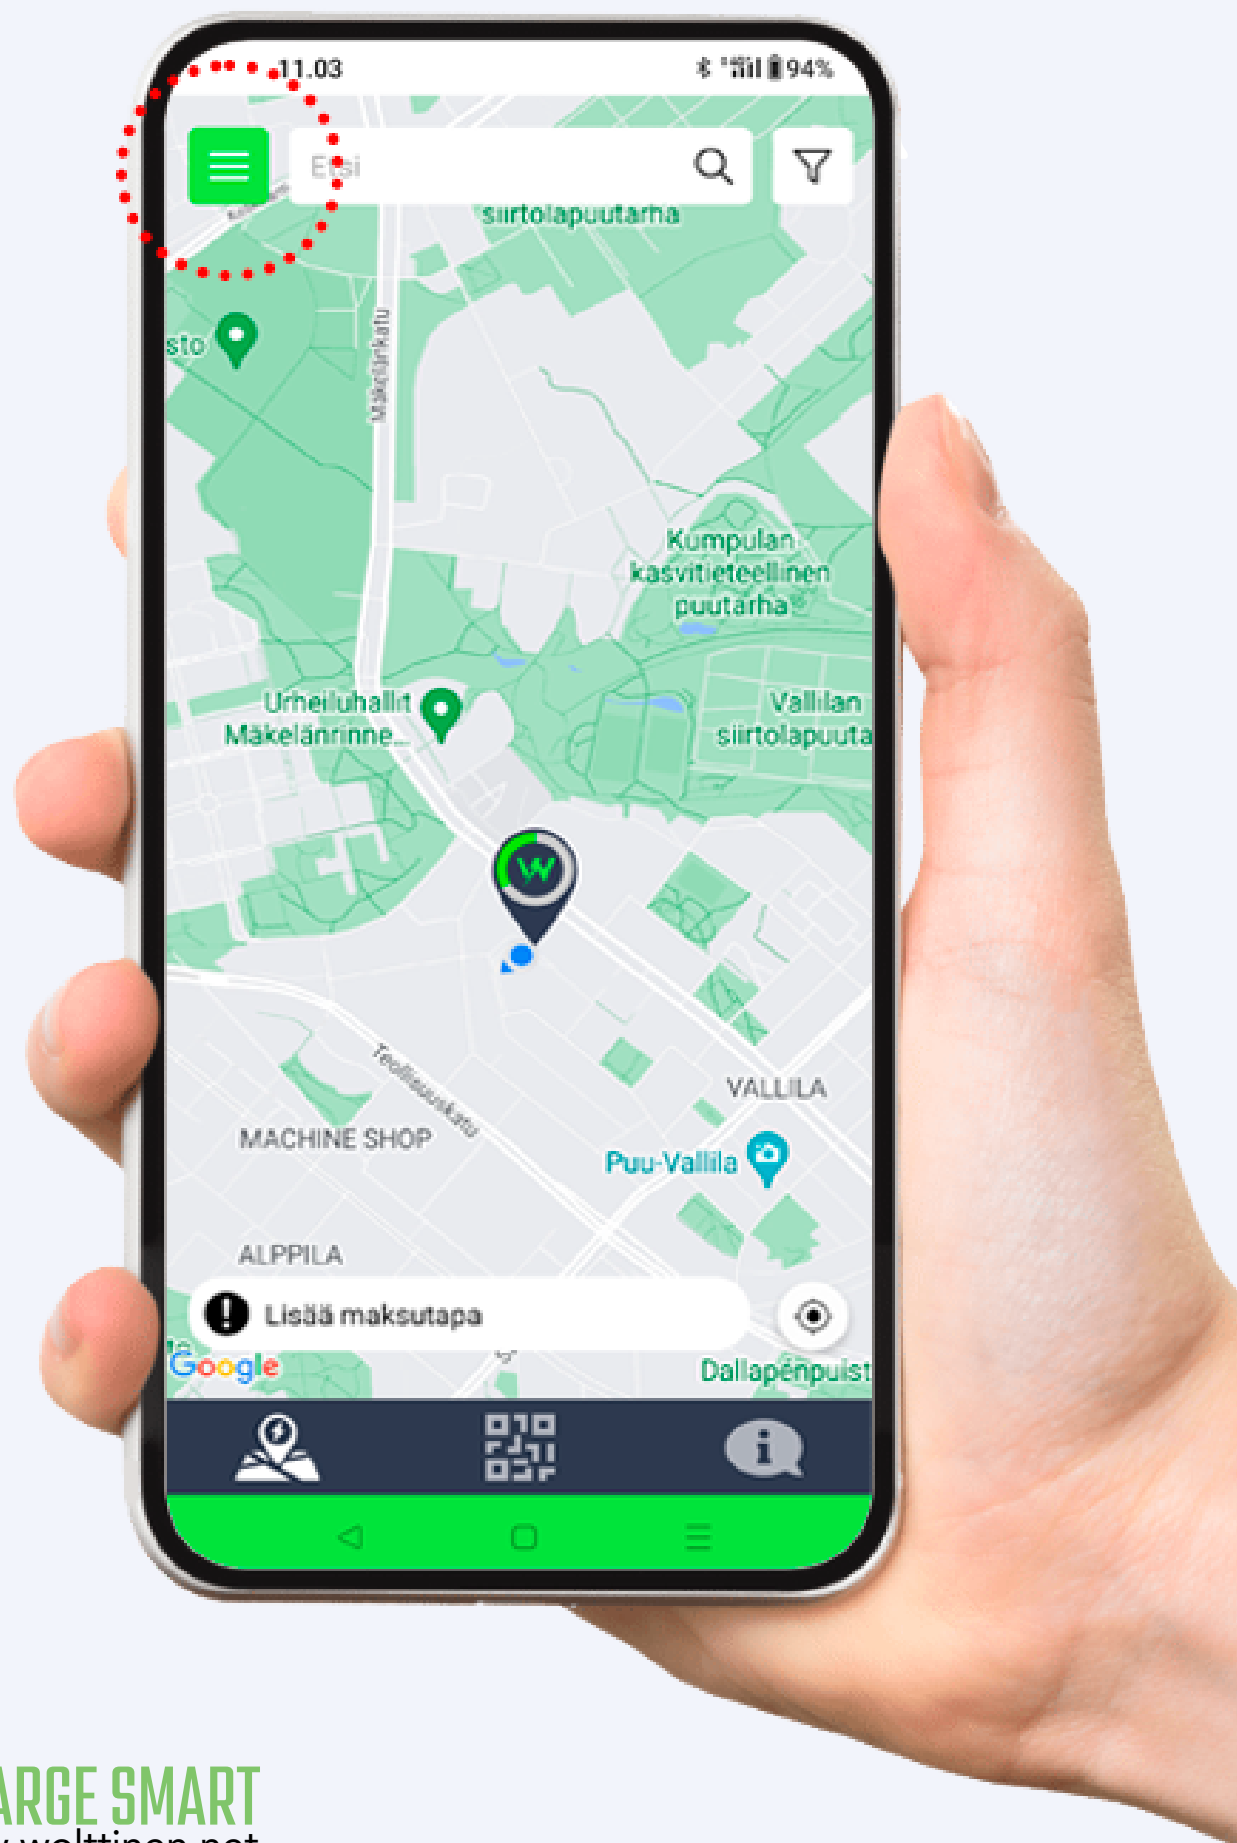 11.03
94%
Etsi
siirtolapuutarha
sto
Mäkelänkatu
Kumpulan
kasvitieteellinen
puutarha
Urheiluhallit
Mäkelänrinne...
Vallilan
siirtolapuuta
W
Teollisuuskatu
VALLILA
MACHINE SHOP
Puu-Vallila
ALPPILA
Lisää maksutapa
Google
Dallapénpuist
ARGE SMART